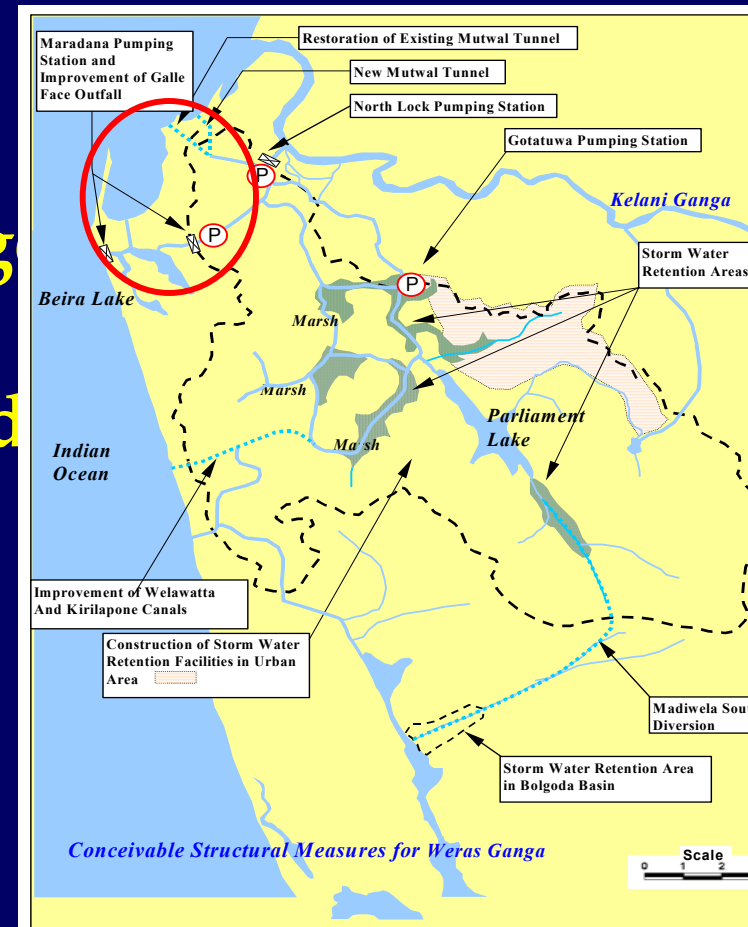 Maradana Pumping
Station and
Improvement of Galle
Face Outfall
Restoration of Existing Mutwal Tunnel
New Mutwal Tunnel
North Lock Pumping Station
Gotatuwa Pumping Station
Kelani Ganga
P
P
P
Storm Water
Retention Areas
Beira Lake
Marsh
Marsh
Marsh
Parliament
Lake
Indian
Ocean
Improvement of Welawatta
And Kirilapone Canals
Construction of Storm Water
Retention Facilities in Urban
Area
Madiwela Sou
Diversion
Storm Water Retention Area
in Bolgoda Basin
Conceivable Structural Measures for Weras Ganga
Scale
0 1 2
g
d